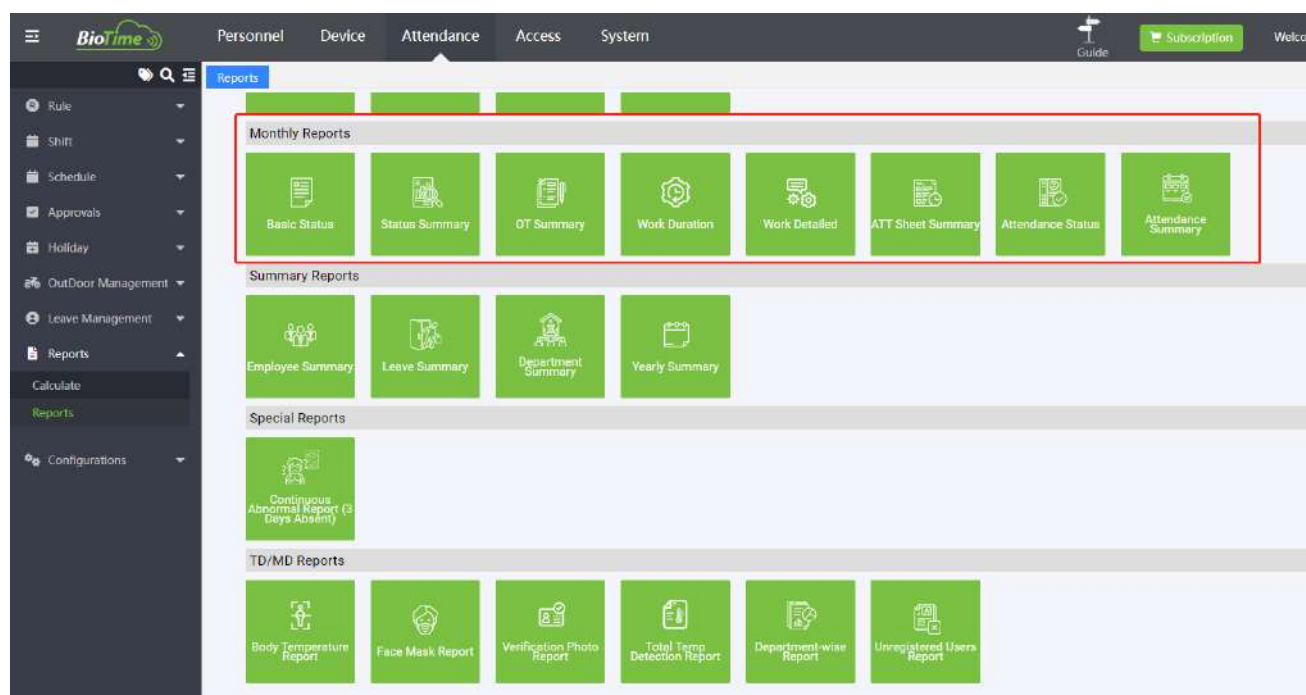 BioTime
Personnel Device Attendance Access System
Guide
Subscription
Welco
Reports
Rule
Shift
Schedule
Approvals
Holiday
OutDoor Management
Leave Management
Reports
Calculate
Reports
Configurations
Monthly Reports
Basic Status
Status Summary
OT Summary
Work Duration
Work Detailed
ATT Sheet Summary
Attendance Status
Attendance
Summary
Summary Reports
Employee Summary
Leave Summary
Department
Summary
Yearly Summary
Special Reports
Continuous
Abnormal Report (3
Days Absent)
TD/MD Reports
Body Temperature
Report
Face Mask Report
Verification Photo
Report
Total Temp
Detection Report
Department-wise
Report
Unregistered Users
Report